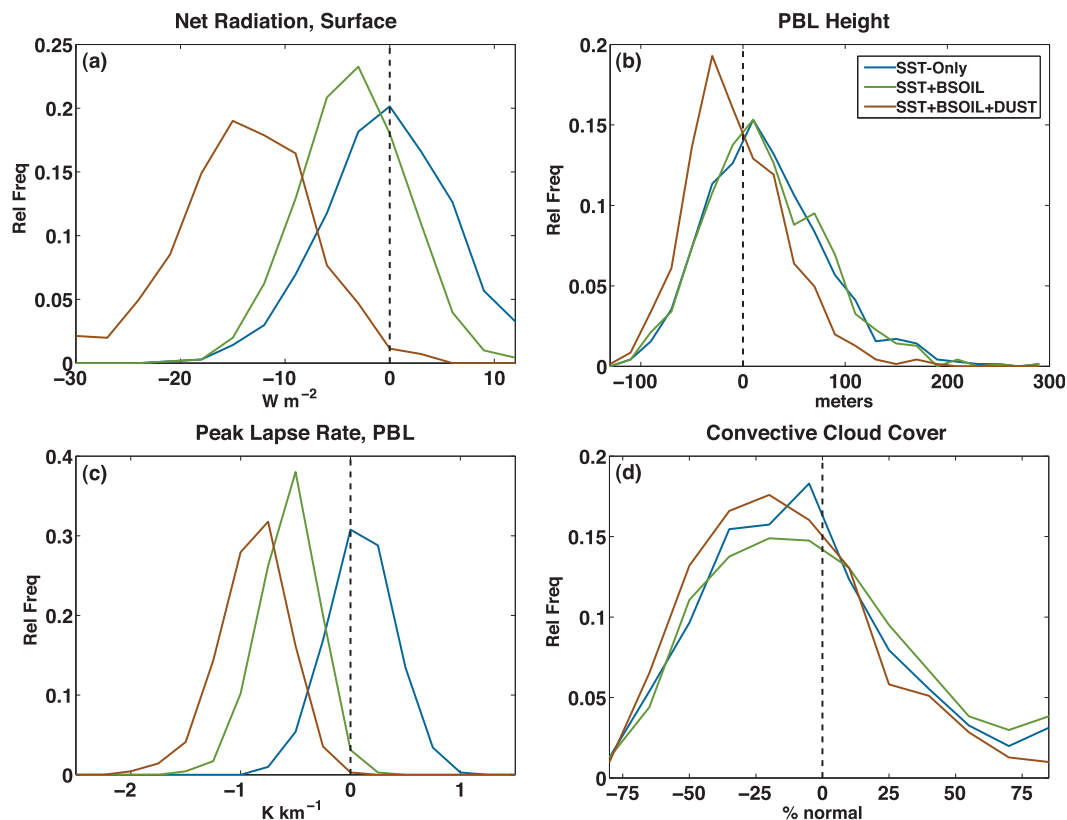 Net Radiation, Surface
(a)
Rel Freq
0.25
0.2
0.15
0.1
0.05
0
−30
−20
−10
0
10
W m−2
PBL Height
(b)
SST-Only
SST+BSOIL
SST+BSOIL+DUST
Rel Freq
0.2
0.15
0.1
0.05
0
−100
0
100
200
300
meters
Peak Lapse Rate, PBL
(c)
Rel Freq
0.4
0.3
0.2
0.1
0
−2
−1
0
1
K km−1
Convective Cloud Cover
(d)
Rel Freq
0.2
0.15
0.1
0.05
0
−75
−50
−25
0
25
50
75
% normal